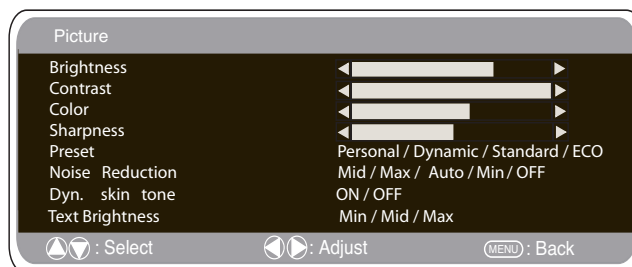 Picture
Brightness
Contrast
Color
Sharpness
Preset Personal / Dynamic / Standard / ECO
Noise Reduction Mid / Max / Auto / Min / OFF
Dyn. skin tone ON / OFF
Text Brightness Min / Mid / Max
: Select : Adjust MENU : Back